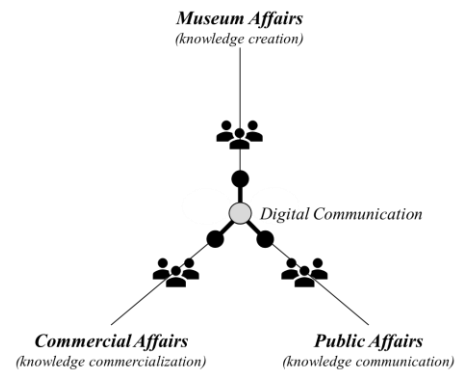 Museum Affairs
(knowledge creation)
Digital Communication
Commercial Affairs
(knowledge commercialization)
Public Affairs
(knowledge communication)